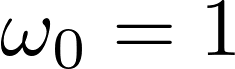 ω₀ = 1